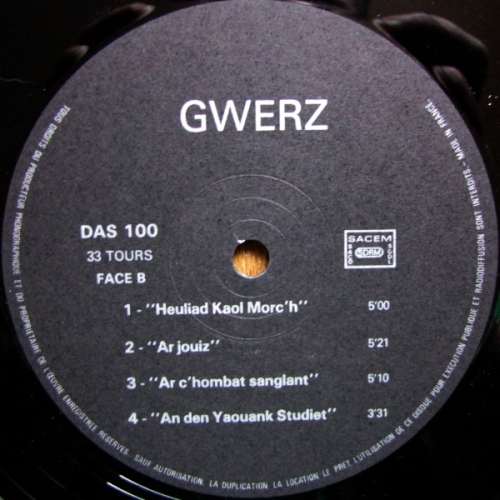 GWERZ
DAS 100
33 TOURS
FACE B
SACEM
SDRM
SACD
SGDL
1 - "Heuliad Kaol Morc'h" 5'00
2 - "Ar jouiz" 5'21
3 - "Ar c'hombat sanglant" 5'10
4 - "An den Yaouank Studiet" 3'31
TOUS DROITS DU PRODUCTEUR PHONOGRAPHIQUE ET DU PROPRIETAIRE DE L'ŒUVRE ENREGISTREE RESERVES. SAUF AUTORISATION, LA DUPLICATION, LA LOCATION, LE PRET, L'UTILISATION DE CE DISQUE POUR EXECUTION PUBLIQUE ET RADIODIFFUSION SONT INTERDITS - MADE IN FRANCE.